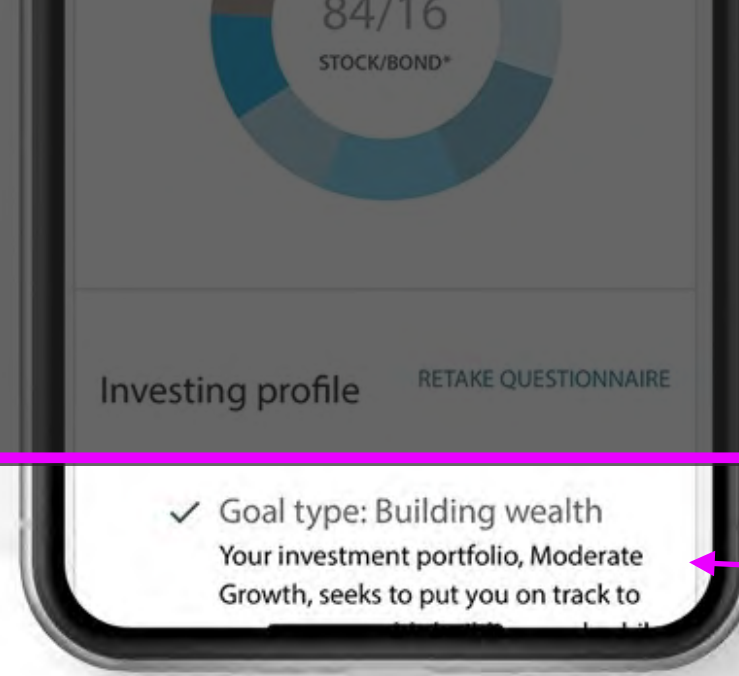 84/16
STOCK/BOND*
Investing profile
RETAKE QUESTIONNAIRE
Goal type: Building wealth
Your investment portfolio, Moderate
Growth, seeks to put you on track to